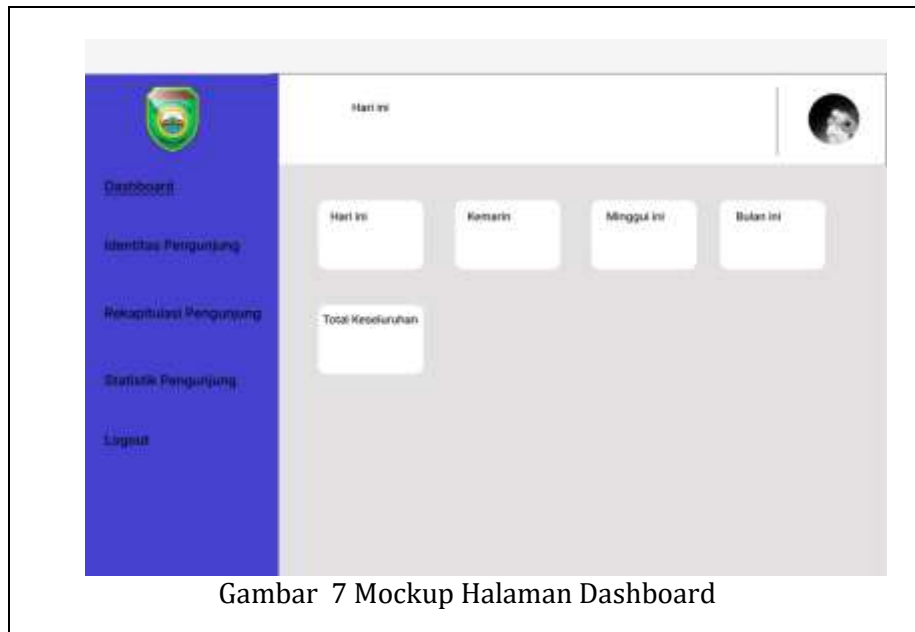 Hari ini
Dashboard
Identitas Pengunjung
Rekapitulasi Pengunjung
Statistik Pengunjung
Logout
Hari ini
Kemarin
Minggui ini
Bulan ini
Total Keseluruhan
Gambar 7 Mockup Halaman Dashboard